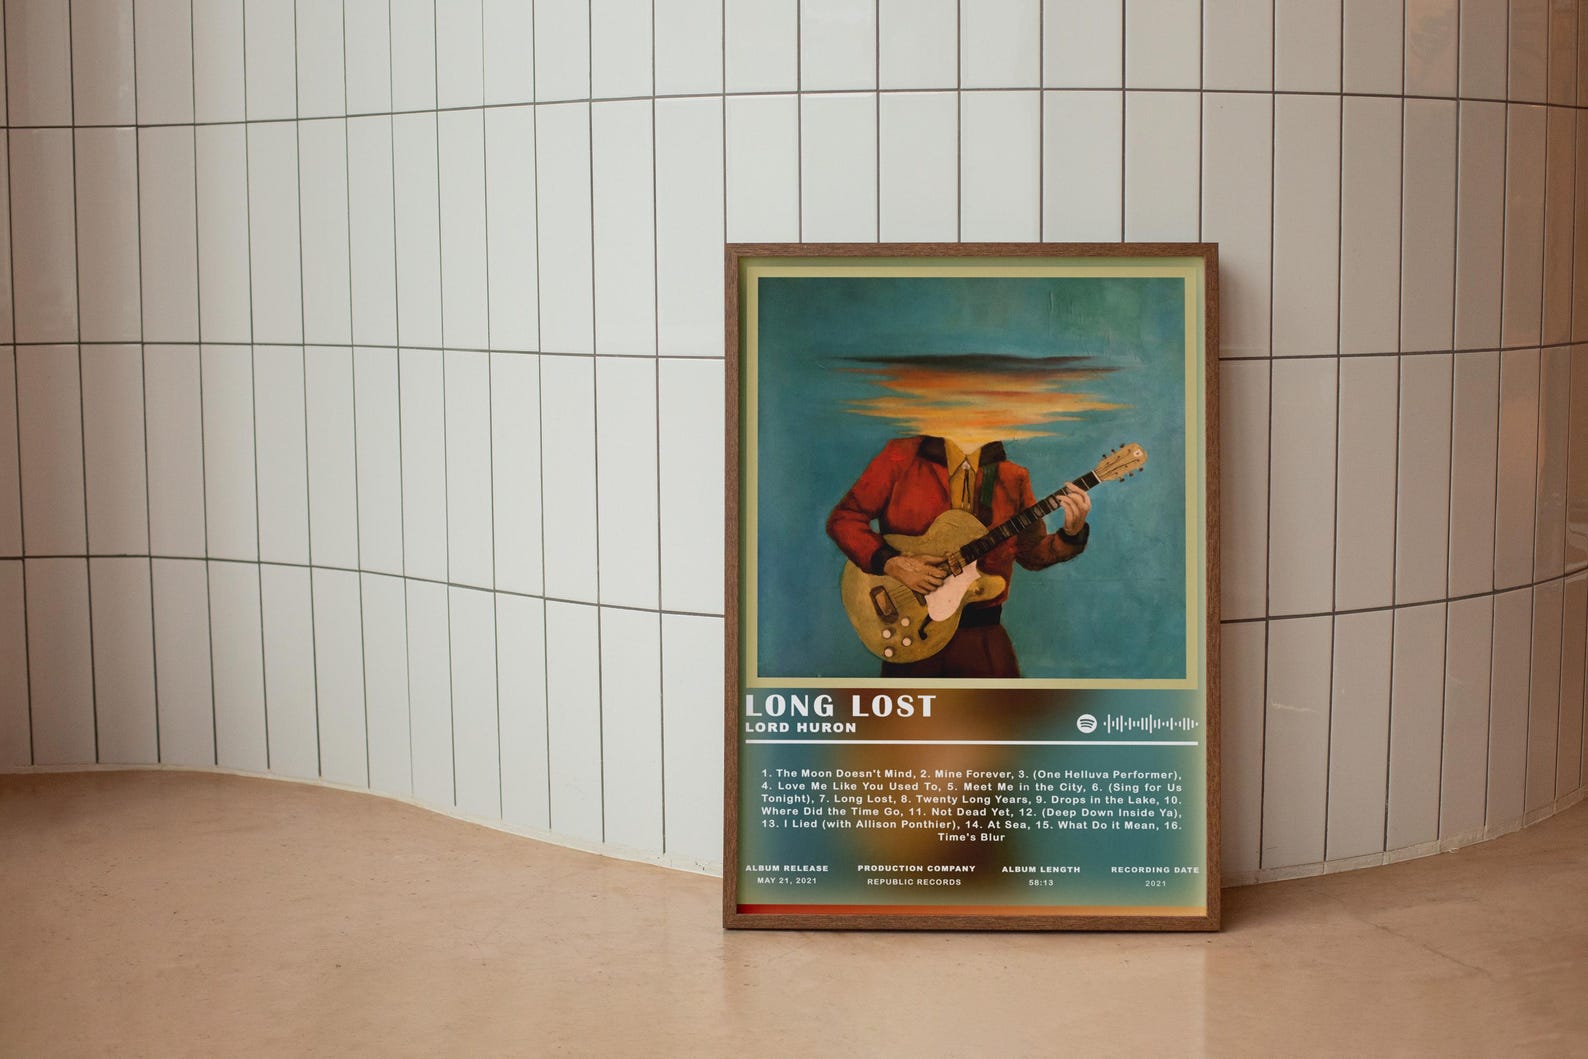 LONG LOST
LORD HURON
1. The Moon Doesn't Mind, 2. Mine Forever, 3. (One Helluva Performer),
4. Love Me Like You Used To, 5. Meet Me in the City, 6. (Sing for Us
Tonight), 7. Long Lost, 8. Twenty Long Years, 9. Drops in the Lake, 10.
Where Did the Time Go, 11. Not Dead Yet, 12. (Deep Down Inside Ya),
13. I Lied (with Allison Ponthier), 14. At Sea, 15. What Do it Mean, 16.
Time's Blur
ALBUM RELEASE PRODUCTION COMPANY ALBUM LENGTH RECORDING DATE
MAY 21, 2021 REPUBLIC RECORDS 58:13 2021